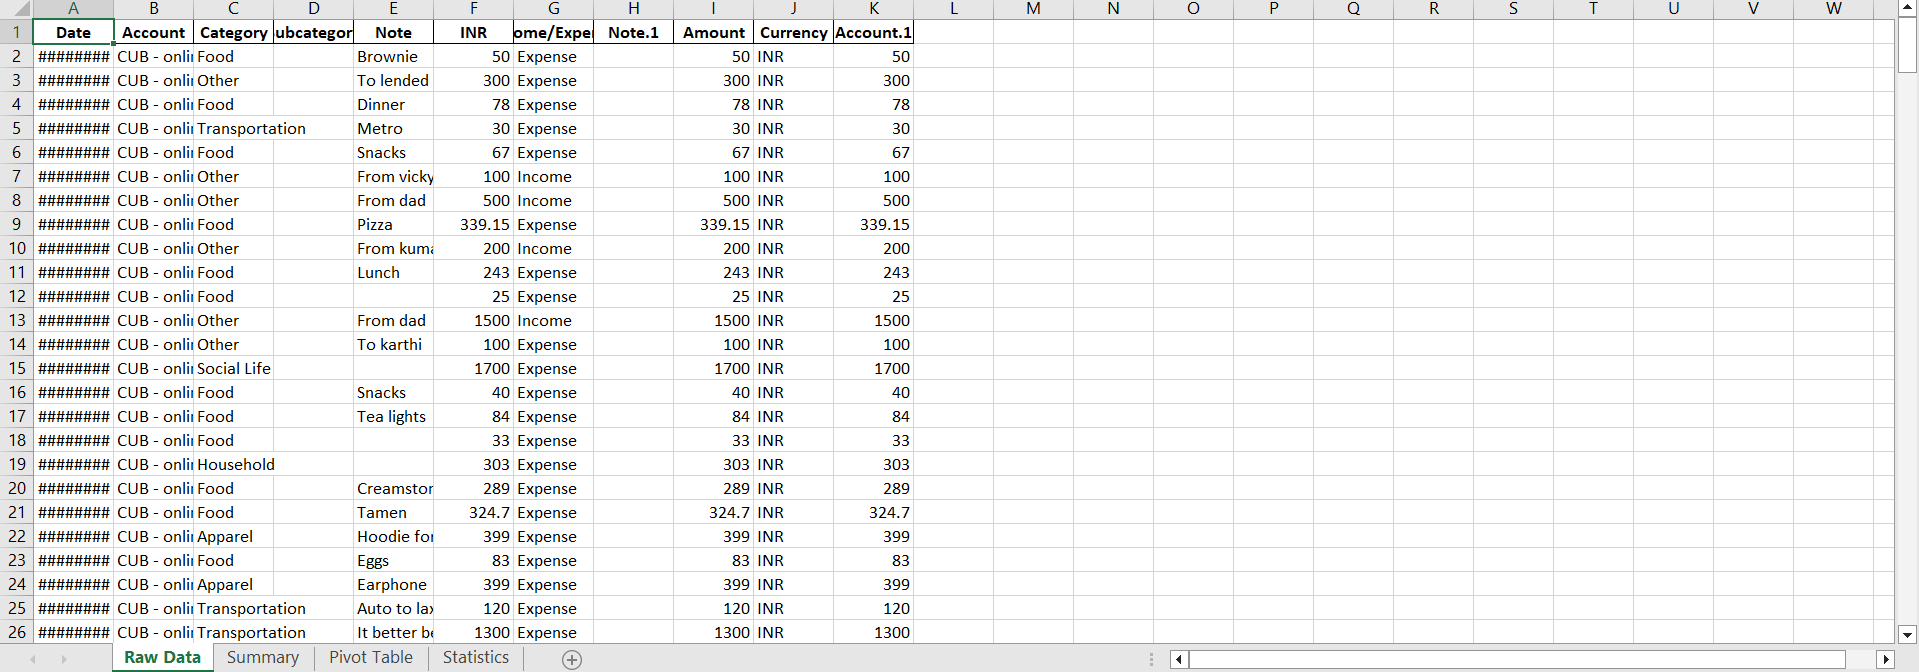 A B C D E F G H I J K L M N O P Q R S T U V W
1 Date Account Category ubcategor Note INR ome/Expe Note.1 Amount Currency Account.1
2 ######## CUB - onli Food Brownie 50 Expense 50 INR 50
3 ######## CUB - onli Other To lended 300 Expense 300 INR 300
4 ######## CUB - onli Food Dinner 78 Expense 78 INR 78
5 ######## CUB - onli Transportation Metro 30 Expense 30 INR 30
6 ######## CUB - onli Food Snacks 67 Expense 67 INR 67
7 ######## CUB - onli Other From vicky 100 Income 100 INR 100
8 ######## CUB - onli Other From dad 500 Income 500 INR 500
9 ######## CUB - onli Food Pizza 339.15 Expense 339.15 INR 339.15
10 ######## CUB - onli Other From kuma 200 Income 200 INR 200
11 ######## CUB - onli Food Lunch 243 Expense 243 INR 243
12 ######## CUB - onli Food 25 Expense 25 INR 25
13 ######## CUB - onli Other From dad 1500 Income 1500 INR 1500
14 ######## CUB - onli Other To karthi 100 Expense 100 INR 100
15 ######## CUB - onli Social Life 1700 Expense 1700 INR 1700
16 ######## CUB - onli Food Snacks 40 Expense 40 INR 40
17 ######## CUB - onli Food Tea lights 84 Expense 84 INR 84
18 ######## CUB - onli Food 33 Expense 33 INR 33
19 ######## CUB - onli Household 303 Expense 303 INR 303
20 ######## CUB - onli Food Creamstor 289 Expense 289 INR 289
21 ######## CUB - onli Food Tamen 324.7 Expense 324.7 INR 324.7
22 ######## CUB - onli Apparel Hoodie for 399 Expense 399 INR 399
23 ######## CUB - onli Food Eggs 83 Expense 83 INR 83
24 ######## CUB - onli Apparel Earphone 399 Expense 399 INR 399
25 ######## CUB - onli Transportation Auto to lax 120 Expense 120 INR 120
26 ######## CUB - onli Transportation It better be 1300 Expense 1300 INR 1300
Raw Data Summary Pivot Table Statistics